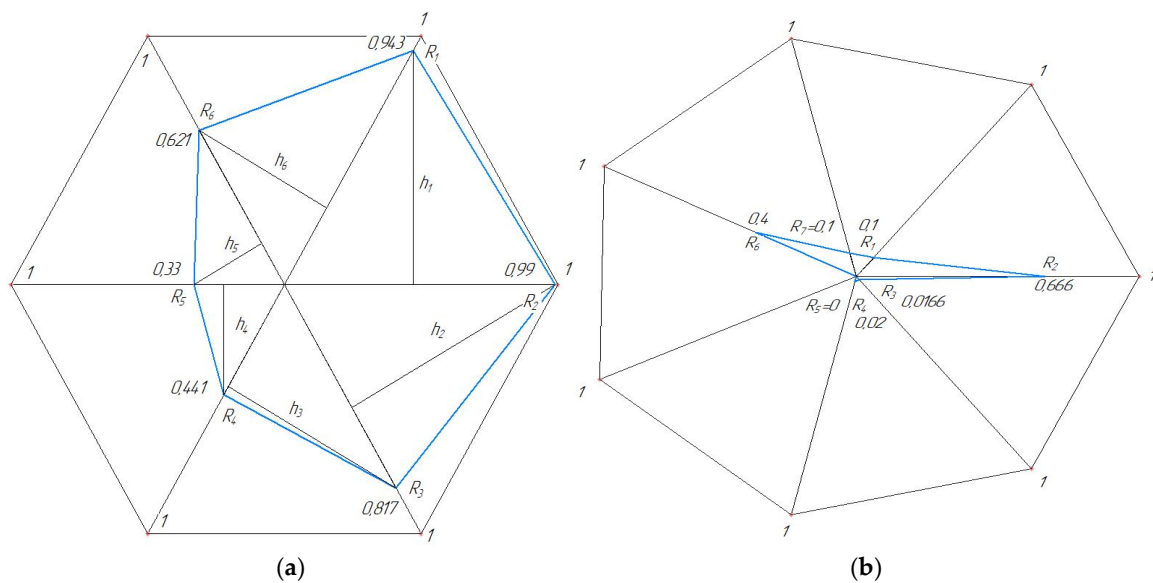 1
1
1
0,943
R₁
R₆
0,621
h₆
h₁
h₅
0,33
0,99
1
1
R₅
R₂
h₄
h₂
0,441
h₃
R₄
R₃
0,817
1
1
(a)
1
1
1
0,4
R₇=0,1
0,1
R₆
R₁
R₂
0,666
1
R₃
R₅=0
R₄
0,0166
0,02
1
1
1
(b)